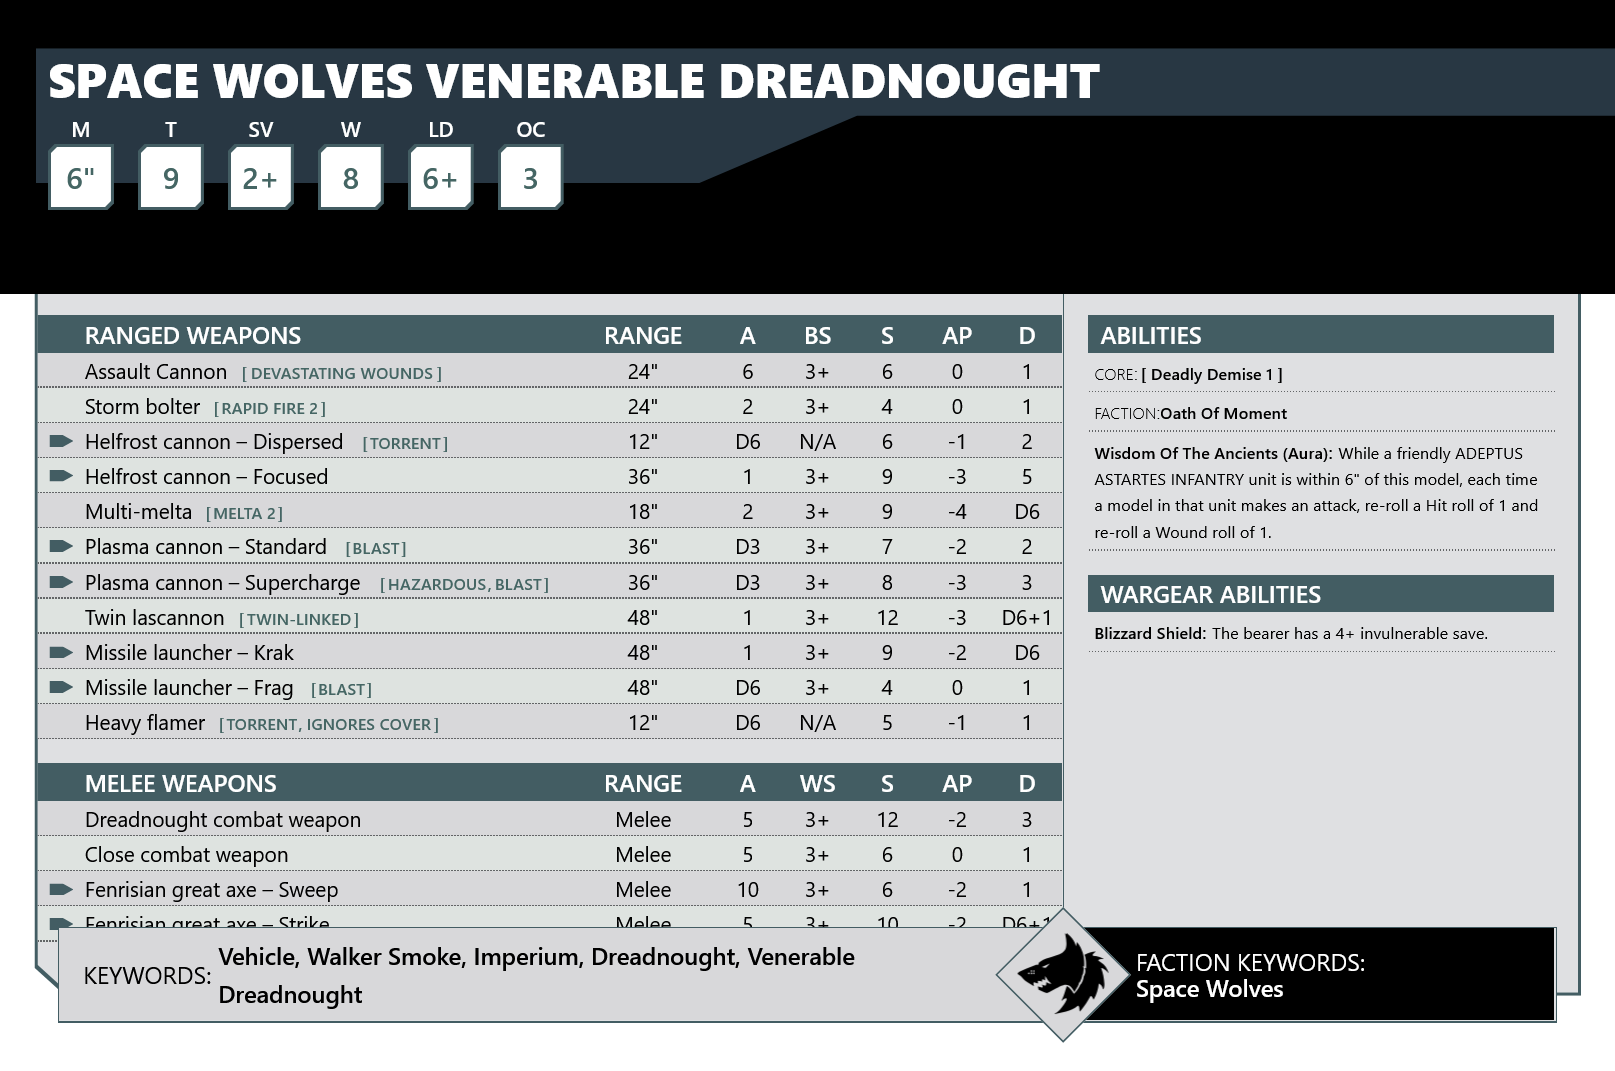 SPACE WOLVES VENERABLE DREADNOUGHT
M T SV W LD OC
6" 9 2+ 8 6+ 3
RANGED WEAPONS RANGE A BS S AP D
Assault Cannon [ DEVASTATING WOUNDS ] 24" 6 3+ 6 0 1
Storm bolter [ RAPID FIRE 2 ] 24" 2 3+ 4 0 1
Helfrost cannon – Dispersed [ TORRENT ] 12" D6 N/A 6 -1 2
Helfrost cannon – Focused 36" 1 3+ 9 -3 5
Multi-melta [ MELTA 2 ] 18" 2 3+ 9 -4 D6
Plasma cannon – Standard [ BLAST ] 36" D3 3+ 7 -2 2
Plasma cannon – Supercharge [ HAZARDOUS, BLAST ] 36" D3 3+ 8 -3 3
Twin lascannon [ TWIN-LINKED ] 48" 1 3+ 12 -3 D6+1
Missile launcher – Krak 48" 1 3+ 9 -2 D6
Missile launcher – Frag [ BLAST ] 48" D6 3+ 4 0 1
Heavy flamer [ TORRENT, IGNORES COVER ] 12" D6 N/A 5 -1 1
MELEE WEAPONS RANGE A WS S AP D
Dreadnought combat weapon Melee 5 3+ 12 -2 3
Close combat weapon Melee 5 3+ 6 0 1
Fenrisian great axe – Sweep Melee 10 3+ 6 -2 1
Fenrisian great axe – Strike Melee 5 3+ 10 -2 D6+1
ABILITIES
CORE: [ Deadly Demise 1 ]
FACTION:Oath Of Moment
Wisdom Of The Ancients (Aura): While a friendly ADEPTUS
ASTARTES INFANTRY unit is within 6" of this model, each time
a model in that unit makes an attack, re-roll a Hit roll of 1 and
re-roll a Wound roll of 1.
WARGEAR ABILITIES
Blizzard Shield: The bearer has a 4+ invulnerable save.
KEYWORDS: Vehicle, Walker Smoke, Imperium, Dreadnought, Venerable
Dreadnought
FACTION KEYWORDS:
Space Wolves